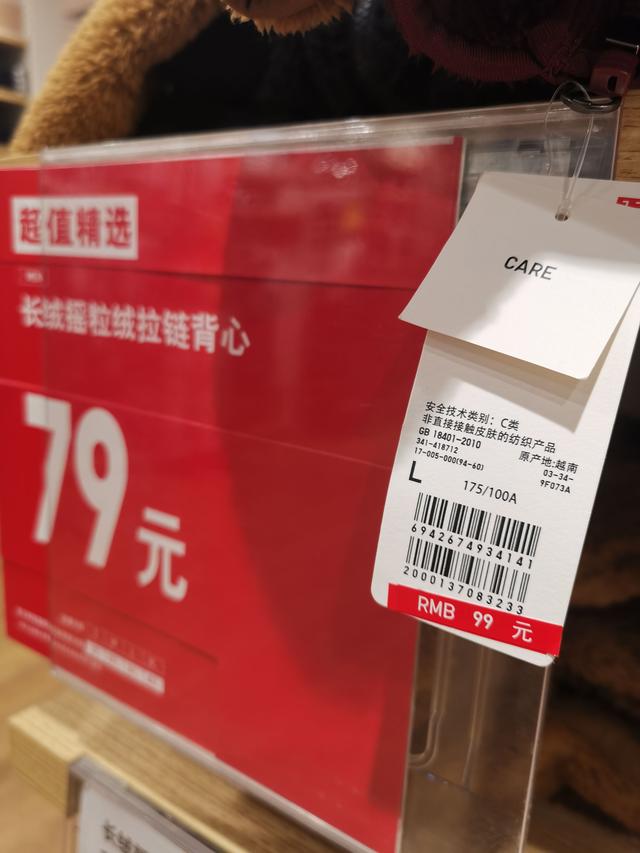 超值精选
长绒摇粒绒拉链背心
79元
CARE
安全技术类别：C类
非直接接触皮肤的纺织产品
GB 18401-2010
原产地:越南
341-418712
03-34-
17-005-000(94-60)
9F073A
L
175/100A
6942674934141
2000137083233
RMB 99 元